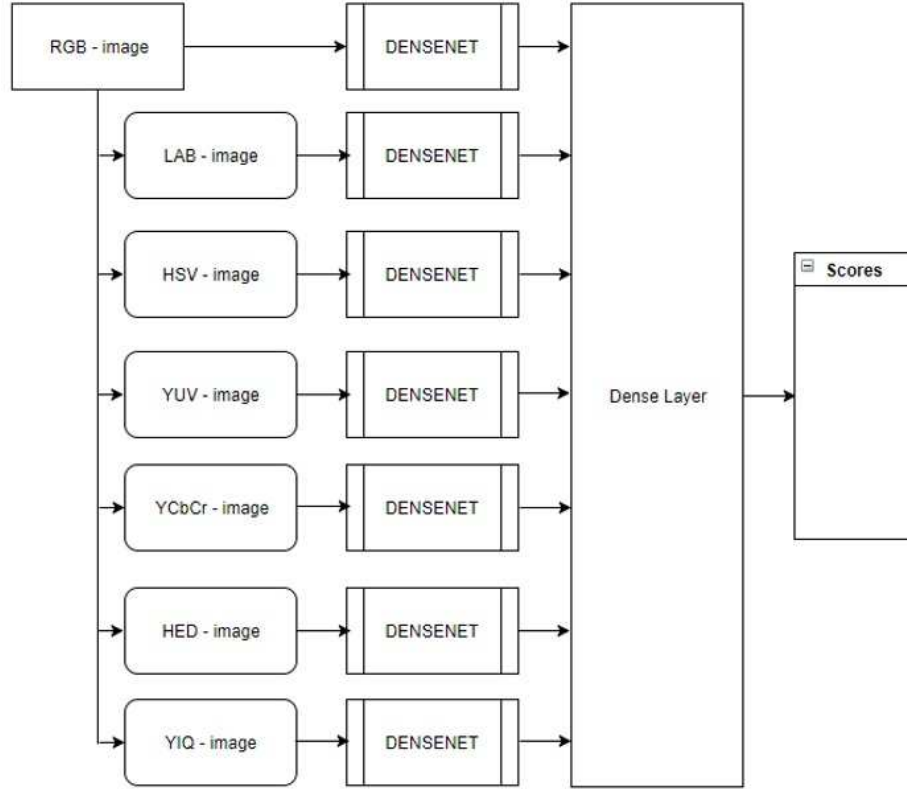 RGB - image
DENSENET
LAB - image
DENSENET
HSV - image
DENSENET
Scores
YUV - image
DENSENET
Dense Layer
YCbCr - image
DENSENET
HED - image
DENSENET
YIQ - image
DENSENET